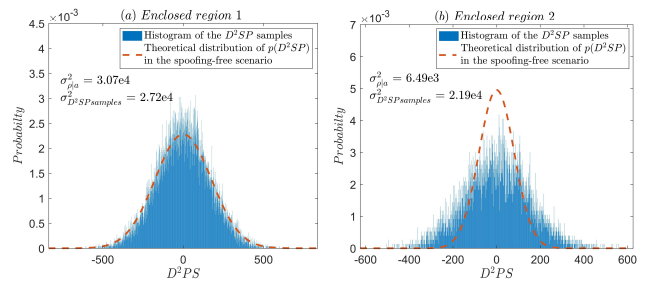 (a) Enclosed region 1
×10⁻³
4.5
4
3.5
3
2.5
2
1.5
1
0.5
0
Probabilty
Histogram of the D²SP samples
Theoretical distribution of p(D²SP)
in the spoofing-free scenario
σ²ρ|a = 3.07e4
σ²D²SPsamples = 2.72e4
-500
0
500
D²PS
(b) Enclosed region 2
×10⁻³
7
6
5
4
3
2
1
0
Probabilty
Histogram of the D²SP samples
Theoretical distribution of p(D²SP)
in the spoofing-free scenario
σ²ρ|a = 6.49e3
σ²D²SPsamples = 2.19e4
-600
-400
-200
0
200
400
600
D²PS